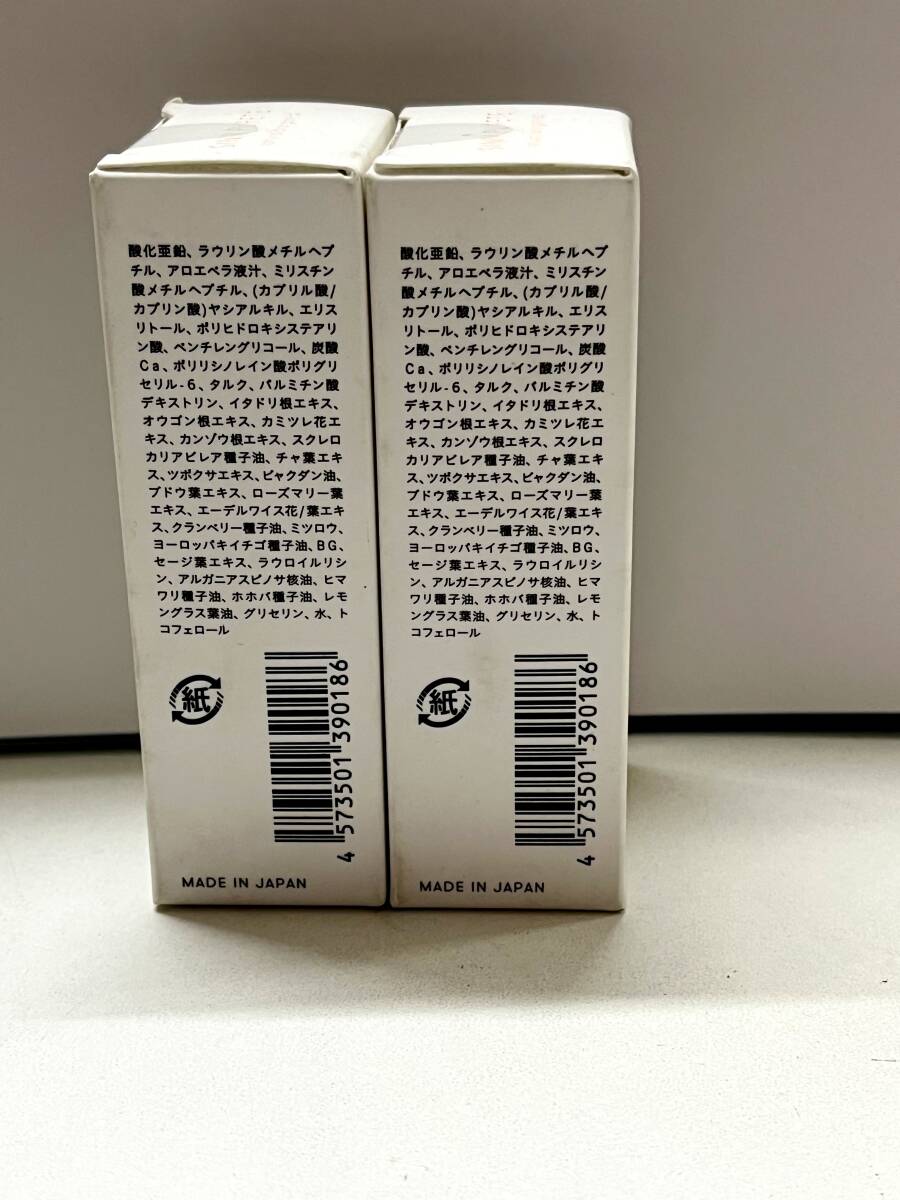 酸化亜鉛、ラウリン酸メチルヘプ
チル、アロエベラ液汁、ミリスチン
酸メチルヘプチル、(カプリル酸/
カプリン酸)ヤシアルキル、エリス
リトール、ポリヒドロキシステアリ
ン酸、ペンチレングリコール、炭酸
Ca、ポリリシノレイン酸ポリグリ
セリル-6、タルク、パルミチン酸
デキストリン、イタドリ根エキス、
オウゴン根エキス、カミツレ花エ
キス、カンゾウ根エキス、スクレロ
カリアビレア種子油、チャ葉エキ
ス、ツボクサエキス、ビャクダン油、
ブドウ葉エキス、ローズマリー葉
エキス、エーデルワイス花/葉エキ
ス、クランベリー種子油、ミツロウ、
ヨーロッパキイチゴ種子油、BG、
セージ葉エキス、ラウロイルリシ
ン、アルガニアスピノサ核油、ヒマ
ワリ種子油、ホホバ種子油、レモ
ングラス葉油、グリセリン、水、ト
コフェロール
紙
4 573501 390186
MADE IN JAPAN
酸化亜鉛、ラウリン酸メチルヘプ
チル、アロエベラ液汁、ミリスチン
酸メチルヘプチル、(カプリル酸/
カプリン酸)ヤシアルキル、エリス
リトール、ポリヒドロキシステアリ
ン酸、ペンチレングリコール、炭酸
Ca、ポリリシノレイン酸ポリグリ
セリル-6、タルク、パルミチン酸
デキストリン、イタドリ根エキス、
オウゴン根エキス、カミツレ花エ
キス、カンゾウ根エキス、スクレロ
カリアビレア種子油、チャ葉エキ
ス、ツボクサエキス、ビャクダン油、
ブドウ葉エキス、ローズマリー葉
エキス、エーデルワイス花/葉エキ
ス、クランベリー種子油、ミツロウ、
ヨーロッパキイチゴ種子油、BG、
セージ葉エキス、ラウロイルリシ
ン、アルガニアスピノサ核油、ヒマ
ワリ種子油、ホホバ種子油、レモ
ングラス葉油、グリセリン、水、ト
コフェロール
紙
4 573501 390186
MADE IN JAPAN